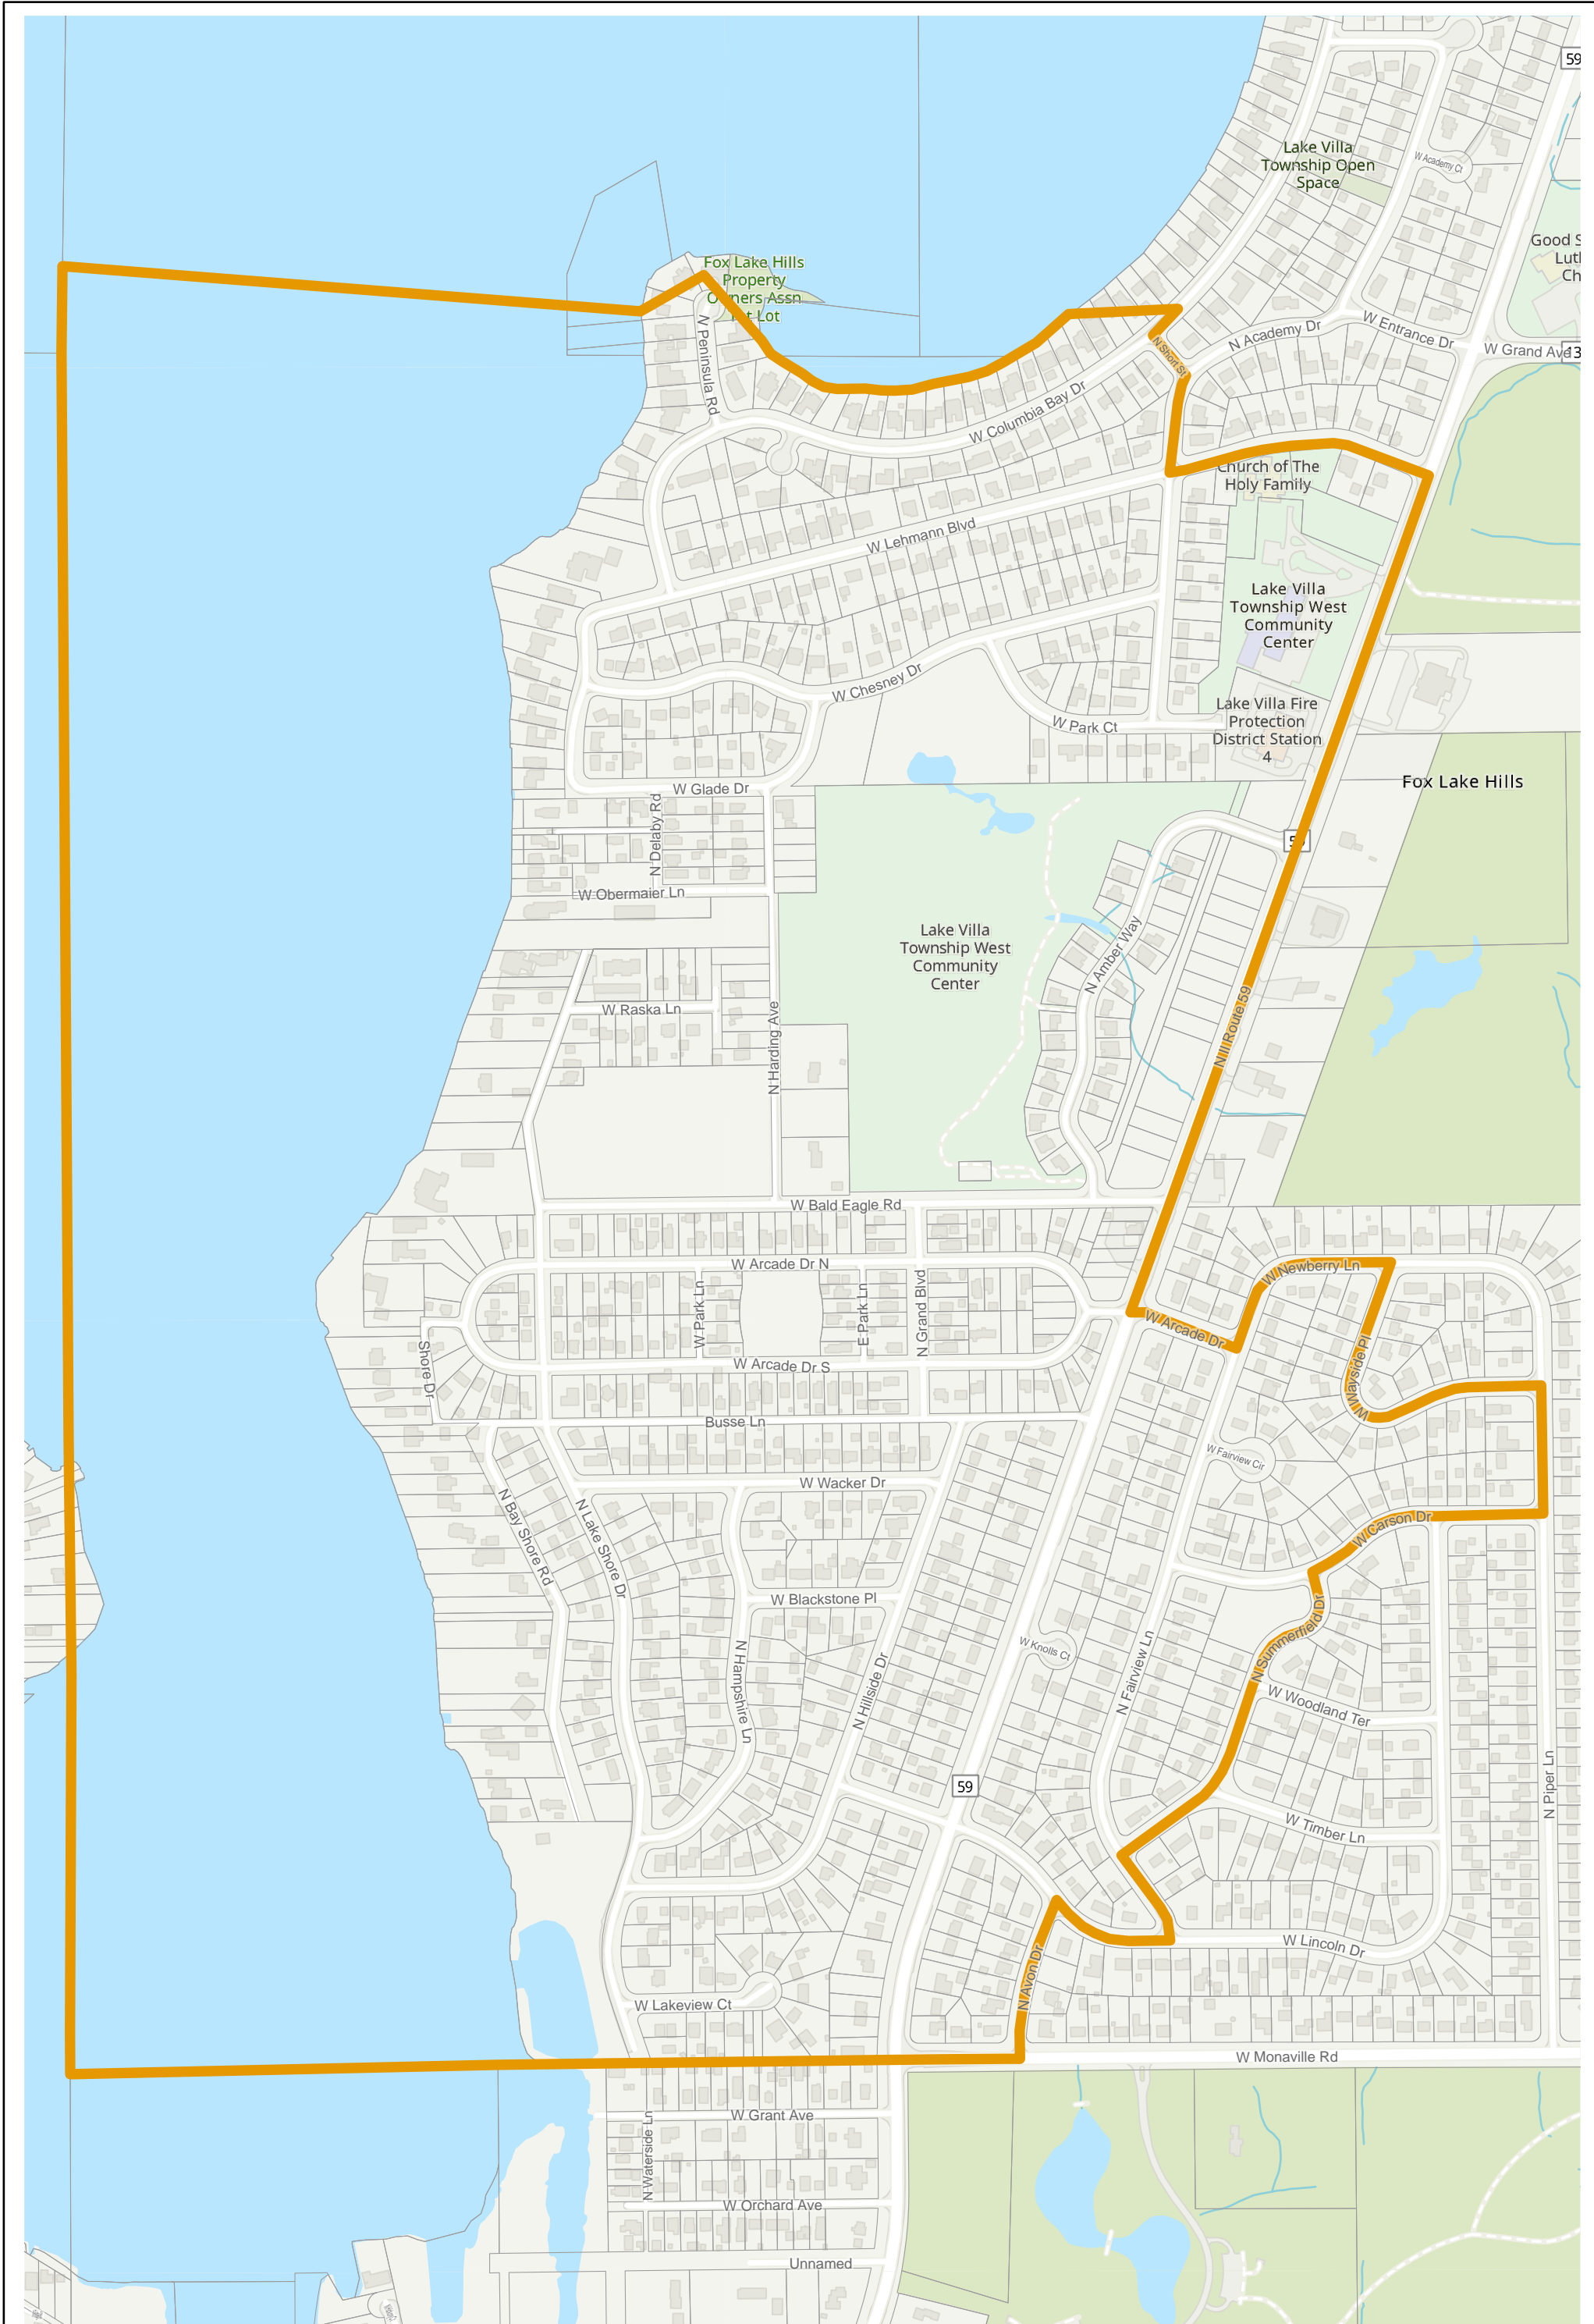 59
Lake Villa
Township Open
Space
W Academy Ct
Good S
Luth
Ch
Fox Lake Hills
Property
Owners Assn
Tot Lot
N Peninsula Rd
N Short St
N Academy Dr
W Entrance Dr
W Grand Ave
13
W Columbia Bay Dr
Church of The
Holy Family
W Lehmann Blvd
Lake Villa
Township West
Community
Center
W Chesney Dr
W Park Ct
Lake Villa Fire
Protection
District Station
4
Fox Lake Hills
W Glade Dr
N Delaby Rd
W Obermaier Ln
Lake Villa
Township West
Community
Center
N Amber Way
W Raska Ln
N Harding Ave
N Il Route 59
W Bald Eagle Rd
W Arcade Dr N
W Newberry Ln
W Park Ln
E Park Ln
N Grand Blvd
W Arcade Dr
Shore Dr
W Arcade Dr S
W Wayside Pl
Busse Ln
W Fairview Cir
W Wacker Dr
N Bay Shore Rd
N Lake Shore Dr
W Carson Dr
W Blackstone Pl
N Hampshire Ln
N Hillside Dr
W Knolls Ct
N Fairview Ln
N Summerfield Dr
W Woodland Ter
59
N Piper Ln
W Timber Ln
W Lincoln Dr
N Avon Dr
W Lakeview Ct
W Monaville Rd
W Grant Ave
N Waterside Ln
W Orchard Ave
Unnamed